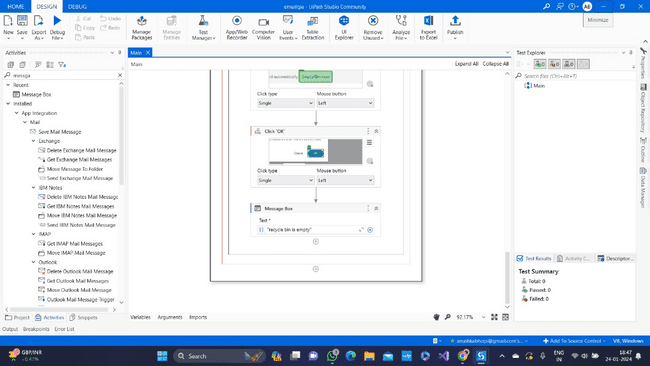 HOME DESIGN DEBUG
- UiPath Studio Community
AB
Minimize
New
Save
Export As
Debug File
Cut
Copy
Paste
Undo
Redo
Manage Packages
Manage Entities
Test Manager
App/Web Recorder
Computer Vision
User Events
Table Extraction
UI Explorer
Remove Unused
Analyze File
Export to Excel
Publish
Activities
Main
Test Explorer
Main
Expand All Collapse All
Search files (Ctrl+Alt+T)
Main
Recent
Message Box
Installed
App Integration
Mail
Save Mail Message
Exchange
Delete Exchange Mail Message
Get Exchange Mail Messages
Move Message To Folder
Send Exchange Mail Message
IBM Notes
Delete IBM Notes Mail Message
Get IBM Notes Mail Messages
Move IBM Notes Mail Message
Send IBM Notes Mail Message
IMAP
Get IMAP Mail Messages
Move IMAP Mail Message
Outlook
Delete Outlook Mail Message
Get Outlook Mail Messages
Move Outlook Mail Message
Outlook Mail Message Trigger
Click type Mouse button
Single Left
Click 'OK'
Click type Mouse button
Single Left
Message Box
Text *
"recycle bin is empty"
Properties
Object Repository
Outline
Data Manager
Test Results
Descriptor...
Test Summary
Total: 0
Passed: 0
Failed: 0
Variables Arguments Imports
92.17%
Project Activities Snippets
Output Breakpoints Error List
Add To Source Control
VB, Windows
GBP/INR
Search
ENG
IN
18:47
24-01-2024